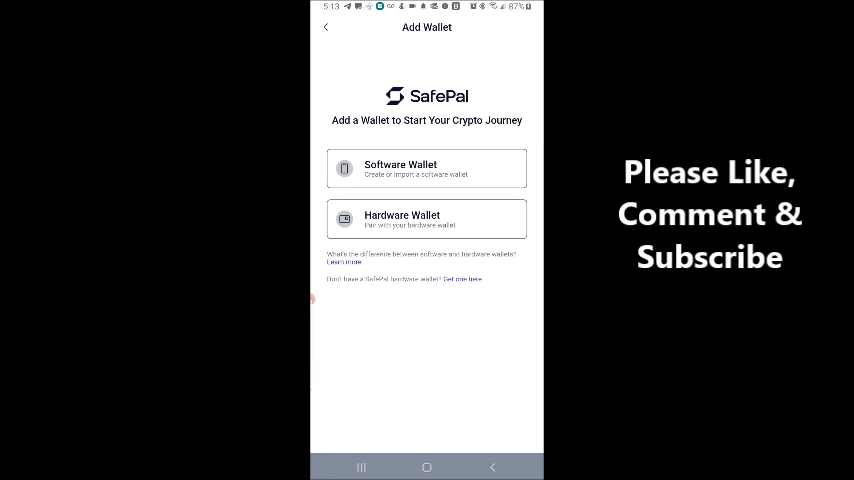 5:13
87%
Add Wallet
SafePal
Add a Wallet to Start Your Crypto Journey
Software Wallet
Create or import a software wallet
Hardware Wallet
Pair with your hardware wallet
What's the difference between software and hardware wallets?
Learn more
Don't have a SafePal hardware wallet? Get one here
Please Like,
Comment &
Subscribe